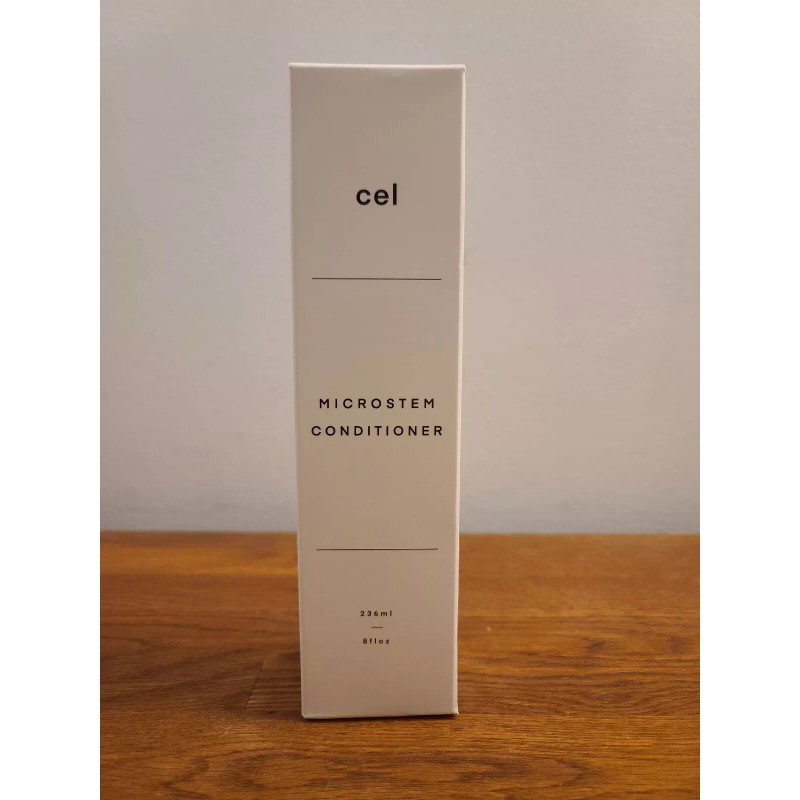 cel
MICROSTEM
CONDITIONER
236ml
8floz